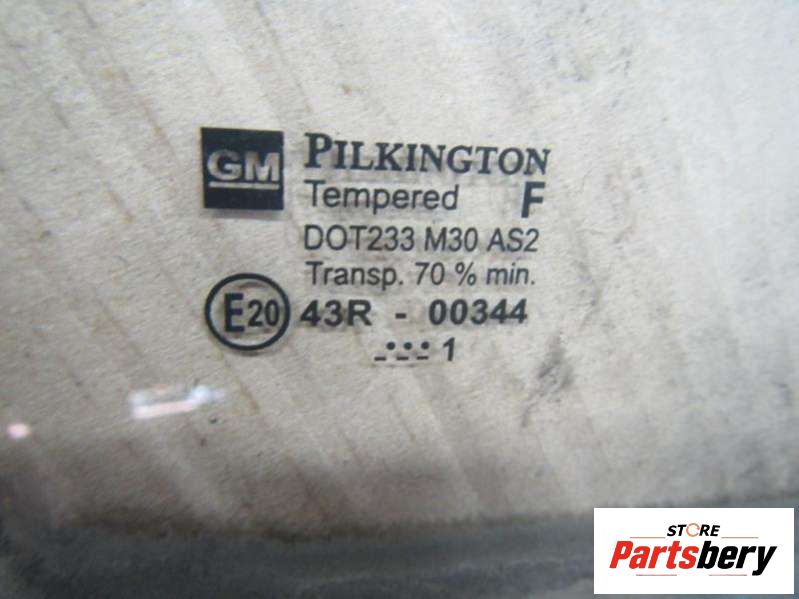 GM PILKINGTON
Tempered F
DOT233 M30 AS2
Transp. 70 % min.
E20 43R - 00344
1
STORE
Partsbery